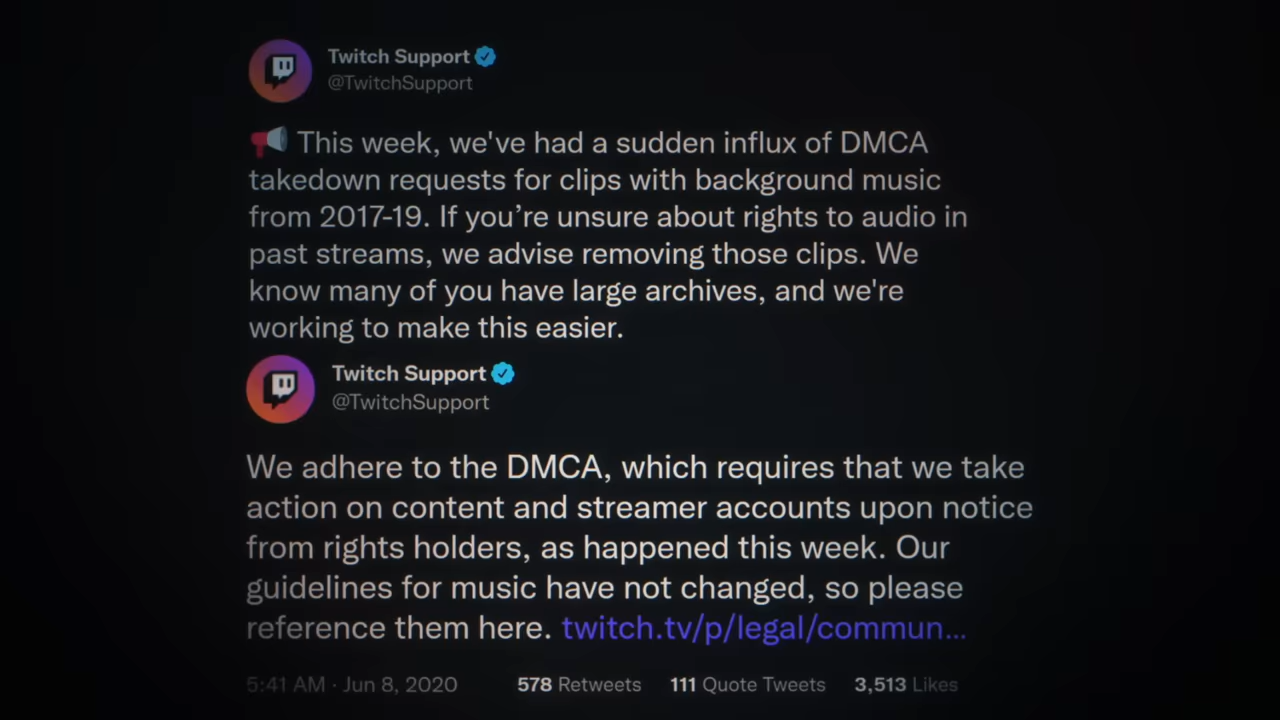 Twitch Support
@TwitchSupport
📢 This week, we've had a sudden influx of DMCA
takedown requests for clips with background music
from 2017-19. If you’re unsure about rights to audio in
past streams, we advise removing those clips. We
know many of you have large archives, and we're
working to make this easier.
Twitch Support
@TwitchSupport
We adhere to the DMCA, which requires that we take
action on content and streamer accounts upon notice
from rights holders, as happened this week. Our
guidelines for music have not changed, so please
reference them here. twitch.tv/p/legal/commun...
5:41 AM · Jun 8, 2020 578 Retweets 111 Quote Tweets 3,513 Likes